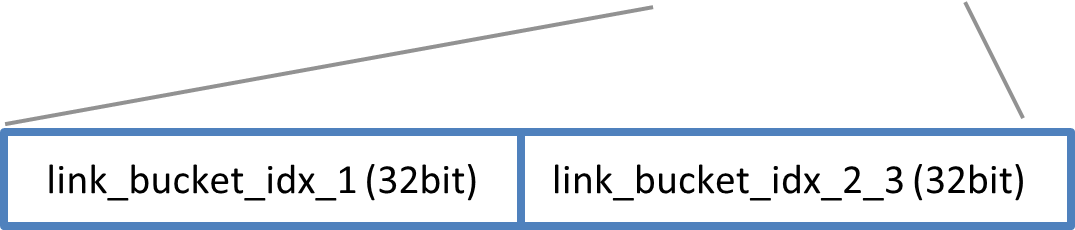 link_bucket_idx_1 (32bit) link_bucket_idx_2_3 (32bit)